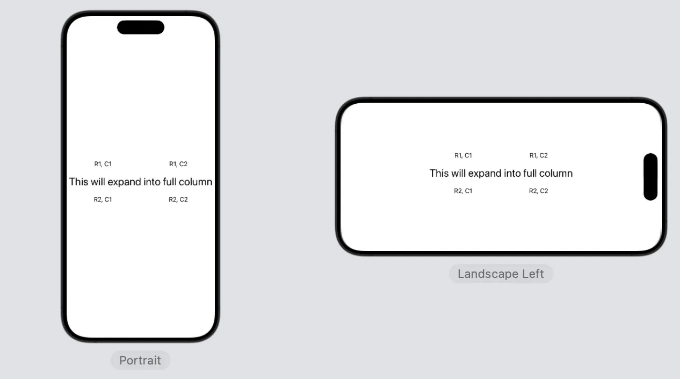 R1, C1 R1, C2
This will expand into full column
R2, C1 R2, C2
Portrait
R1, C1 R1, C2
This will expand into full column
R2, C1 R2, C2
Landscape Left